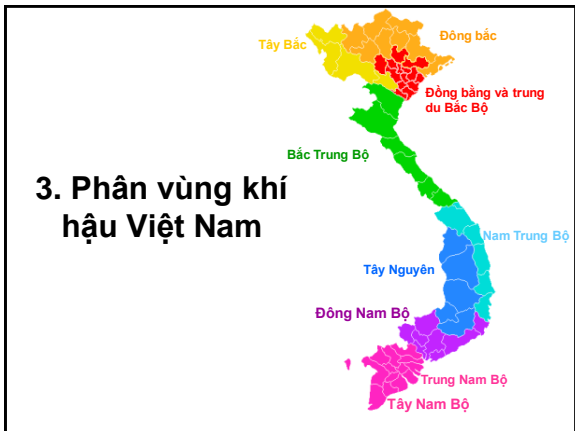 Đông bắc
Tây Bắc
Đồng bằng và trung
du Bắc Bộ
Bắc Trung Bộ
3. Phân vùng khí
hậu Việt Nam
Nam Trung Bộ
Tây Nguyên
Đông Nam Bộ
Trung Nam Bộ
Tây Nam Bộ